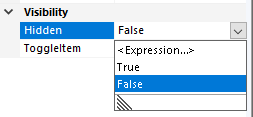 Visibility
Hidden False
ToggleItem
<Expression...>
True
False